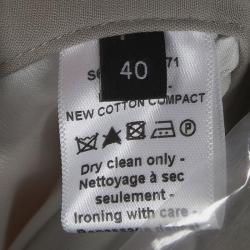 40
NEW COTTON COMPACT
Dry clean only -
Nettoyage à sec
seulement -
Ironing with care -